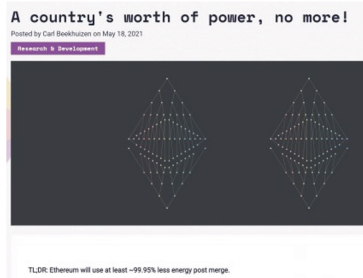 A country's worth of power, no more!
Posted by Carl Beekhuizen on May 18, 2021
Research & Development
TL;DR: Ethereum will use at least ~99.95% less energy post merge.